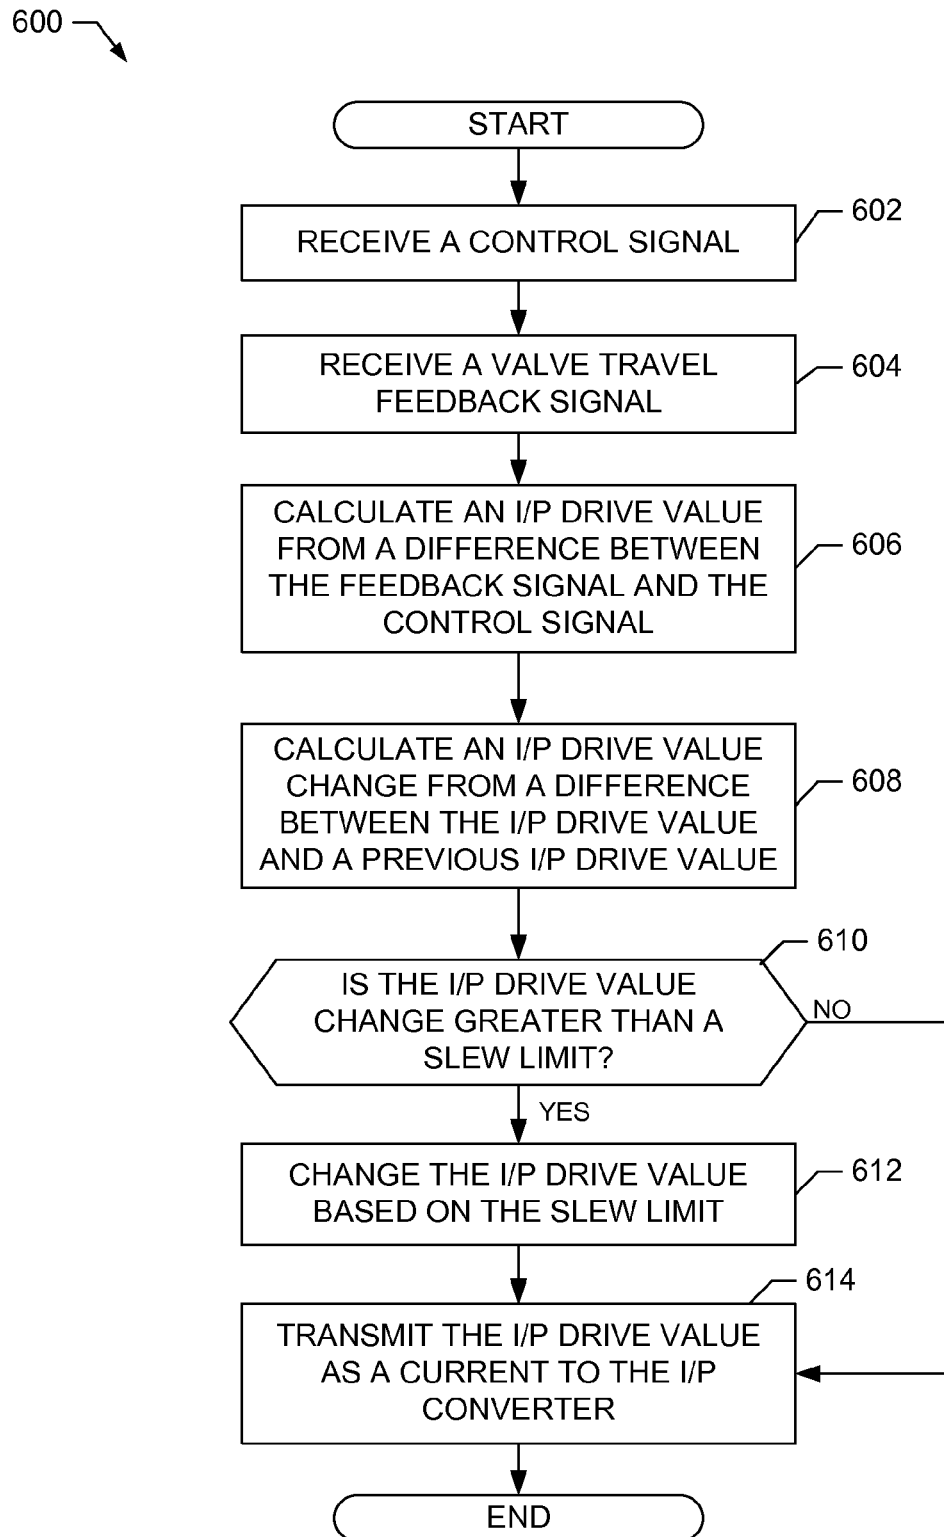 600
START
RECEIVE A CONTROL SIGNAL
602
RECEIVE A VALVE TRAVEL
FEEDBACK SIGNAL
604
CALCULATE AN I/P DRIVE VALUE
FROM A DIFFERENCE BETWEEN
THE FEEDBACK SIGNAL AND THE
CONTROL SIGNAL
606
CALCULATE AN I/P DRIVE VALUE
CHANGE FROM A DIFFERENCE
BETWEEN THE I/P DRIVE VALUE
AND A PREVIOUS I/P DRIVE VALUE
608
610
IS THE I/P DRIVE VALUE
CHANGE GREATER THAN A
SLEW LIMIT?
NO
YES
CHANGE THE I/P DRIVE VALUE
BASED ON THE SLEW LIMIT
612
614
TRANSMIT THE I/P DRIVE VALUE
AS A CURRENT TO THE I/P
CONVERTER
END